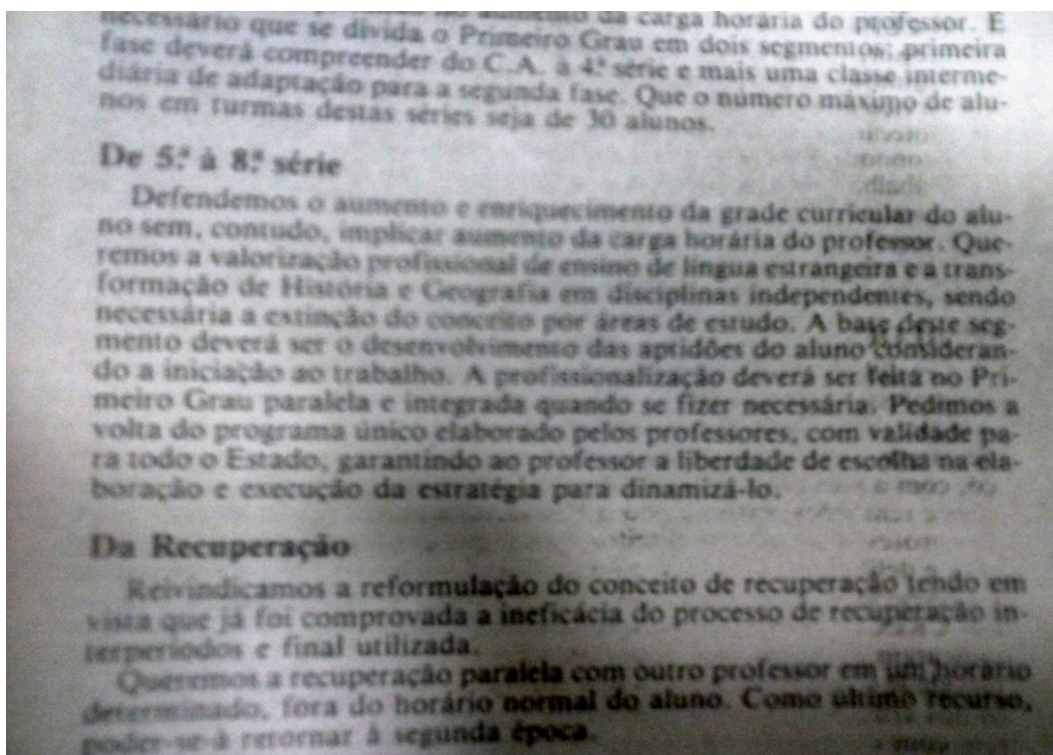 aumento da carga horária do professor. É
necessário que se divida o Primeiro Grau em dois segmentos: primeira
fase deverá compreender do C.A. à 4ª série e mais uma classe interme-
diária de adaptação para a segunda fase. Que o número máximo de alu-
nos em turmas destas séries seja de 30 alunos.
De 5ª à 8ª série
Defendemos o aumento e enriquecimento da grade curricular do alu-
no sem, contudo, implicar aumento da carga horária do professor. Que-
remos a valorização profissional de ensino de língua estrangeira e a trans-
formação de História e Geografia em disciplinas independentes, sendo
necessária a extinção do conceito por áreas de estudo. A base deste seg-
mento deverá ser o desenvolvimento das aptidões do aluno consideran-
do a iniciação ao trabalho. A profissionalização deverá ser feita no Pri-
meiro Grau paralela e integrada quando se fizer necessária. Pedimos a
volta do programa único elaborado pelos professores, com validade pa-
ra todo o Estado, garantindo ao professor a liberdade de escolha na ela-
boração e execução da estratégia para dinamizá-lo.
Da Recuperação
Reivindicamos a reformulação do conceito de recuperação tendo em
vista que já foi comprovada a ineficácia do processo de recuperação in-
terperíodos e final utilizada.
Queremos a recuperação paralela com outro professor em um horário
determinado, fora do horário normal do aluno. Como último recurso,
poder-se-á retornar à segunda época.